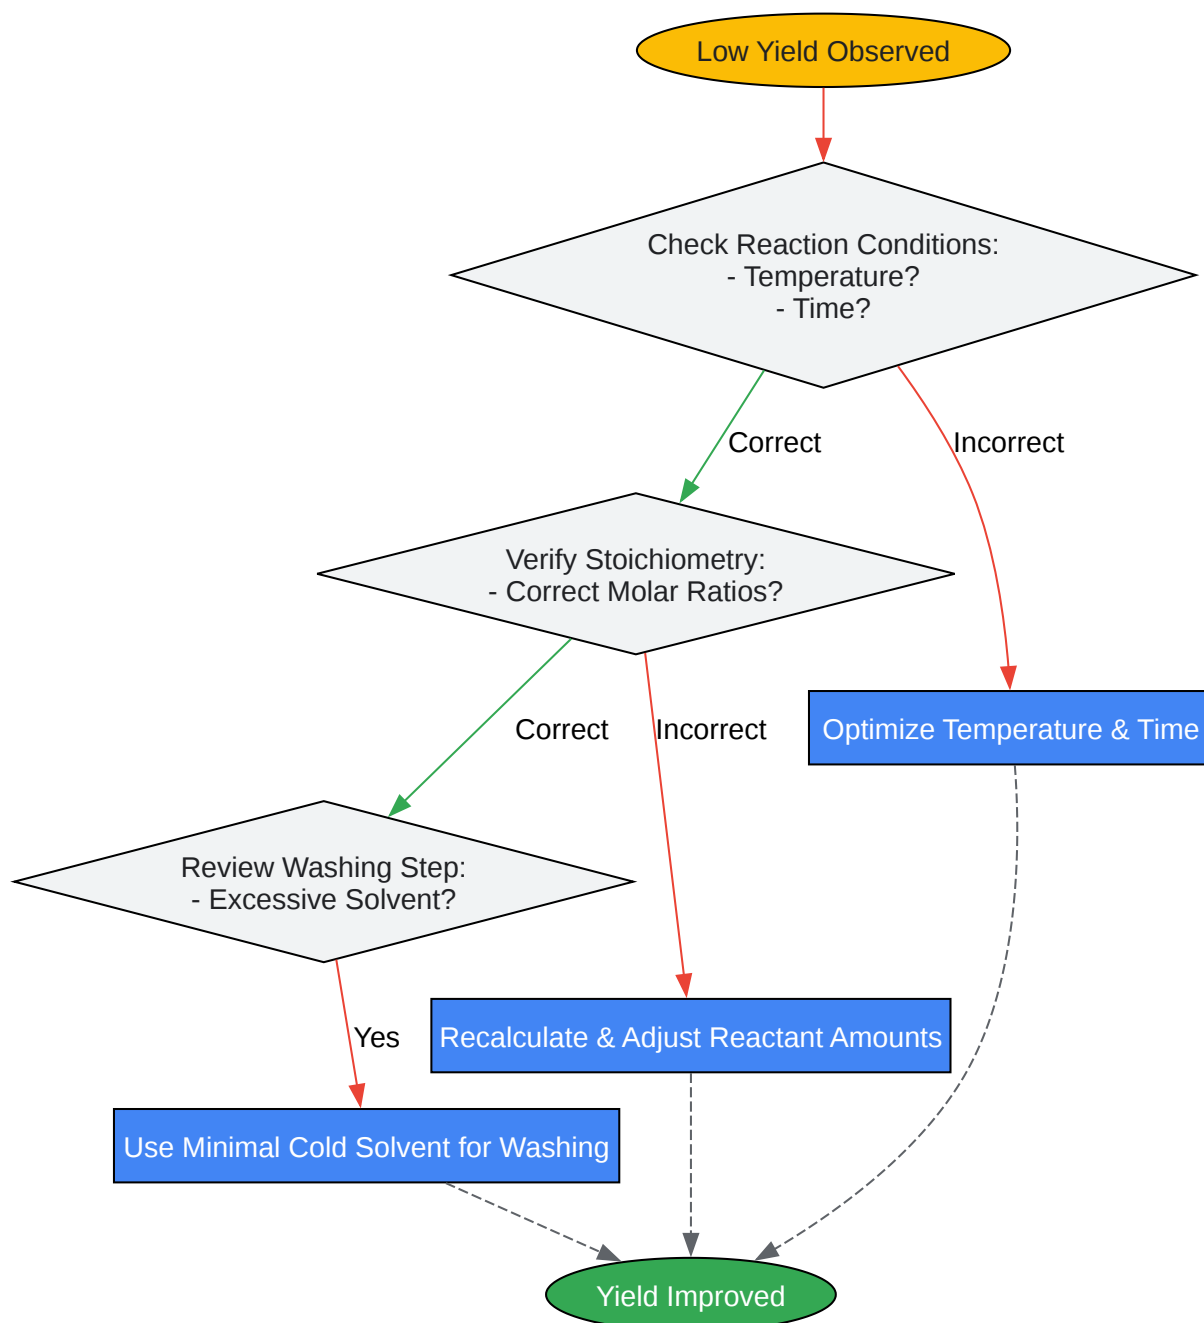 Low Yield Observed
Check Reaction Conditions:
- Temperature?
- Time?
Correct
Incorrect
Verify Stoichiometry:
- Correct Molar Ratios?
Correct
Incorrect
Optimize Temperature & Time
Review Washing Step:
- Excessive Solvent?
Yes
Recalculate & Adjust Reactant Amounts
Use Minimal Cold Solvent for Washing
Yield Improved